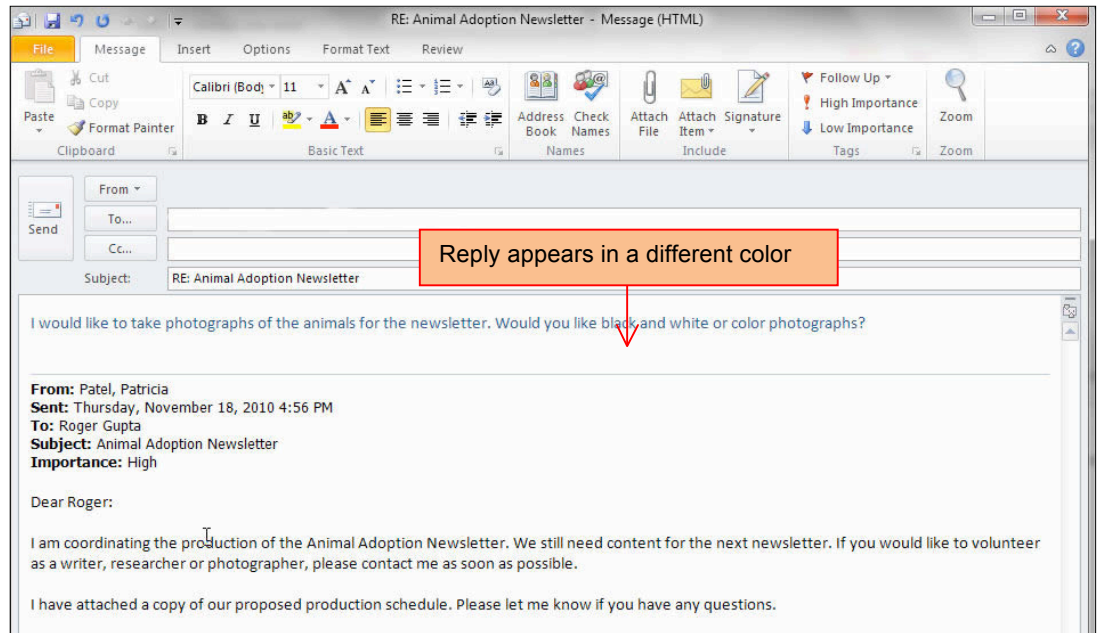 RE: Animal Adoption Newsletter - Message (HTML)
File Message Insert Options Format Text Review
Paste Cut Copy Format Painter
Clipboard
Calibri (Body 11
B I U
Basic Text
Address Book Check Names
Names
Attach File Attach Item Signature
Include
Follow Up
High Importance
Low Importance
Tags
Zoom
Zoom
Send
From
To...
Cc...
Subject: RE: Animal Adoption Newsletter
Reply appears in a different color
I would like to take photographs of the animals for the newsletter. Would you like black and white or color photographs?
From: Patel, Patricia
Sent: Thursday, November 18, 2010 4:56 PM
To: Roger Gupta
Subject: Animal Adoption Newsletter
Importance: High
Dear Roger:
I am coordinating the production of the Animal Adoption Newsletter. We still need content for the next newsletter. If you would like to volunteer
as a writer, researcher or photographer, please contact me as soon as possible.
I have attached a copy of our proposed production schedule. Please let me know if you have any questions.